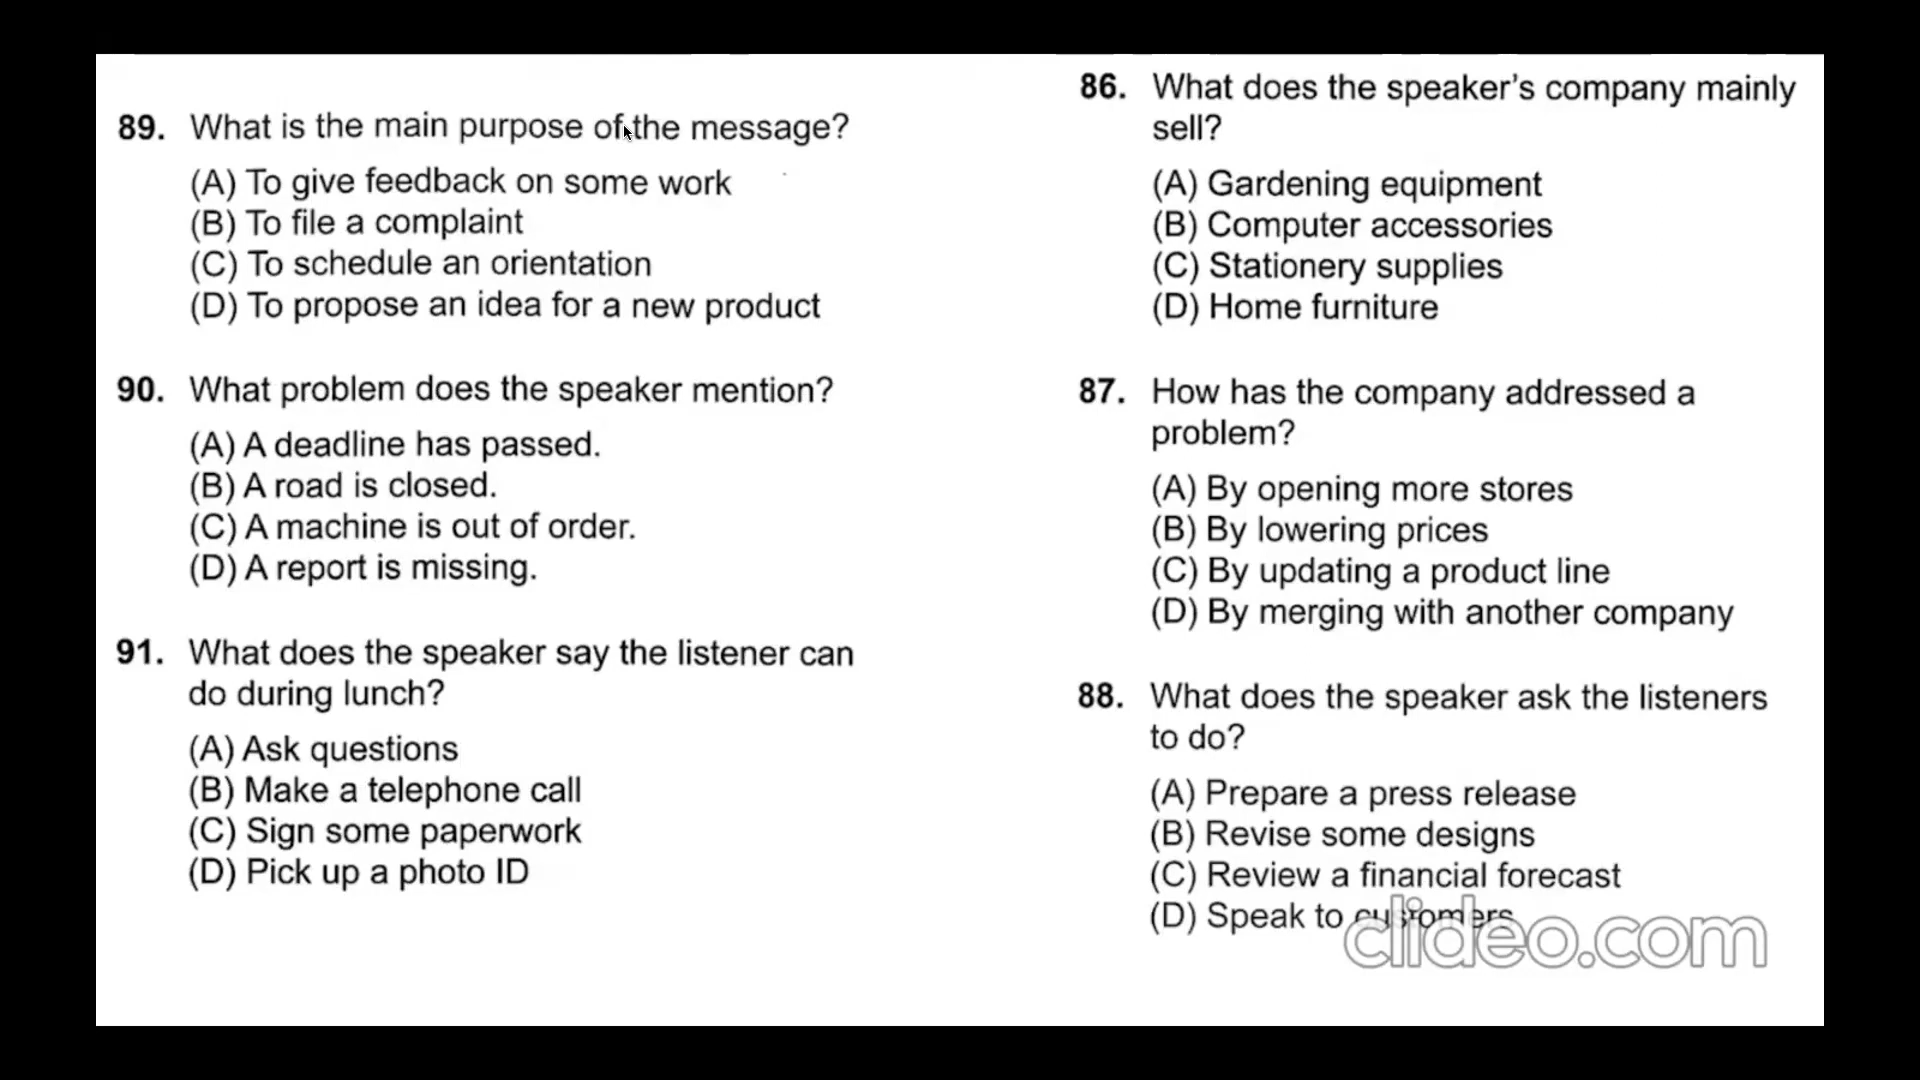 89. What is the main purpose of the message?
(A) To give feedback on some work
(B) To file a complaint
(C) To schedule an orientation
(D) To propose an idea for a new product
90. What problem does the speaker mention?
(A) A deadline has passed.
(B) A road is closed.
(C) A machine is out of order.
(D) A report is missing.
91. What does the speaker say the listener can
do during lunch?
(A) Ask questions
(B) Make a telephone call
(C) Sign some paperwork
(D) Pick up a photo ID
86. What does the speaker's company mainly
sell?
(A) Gardening equipment
(B) Computer accessories
(C) Stationery supplies
(D) Home furniture
87. How has the company addressed a
problem?
(A) By opening more stores
(B) By lowering prices
(C) By updating a product line
(D) By merging with another company
88. What does the speaker ask the listeners
to do?
(A) Prepare a press release
(B) Revise some designs
(C) Review a financial forecast
(D) Speak to customers
clideo.com